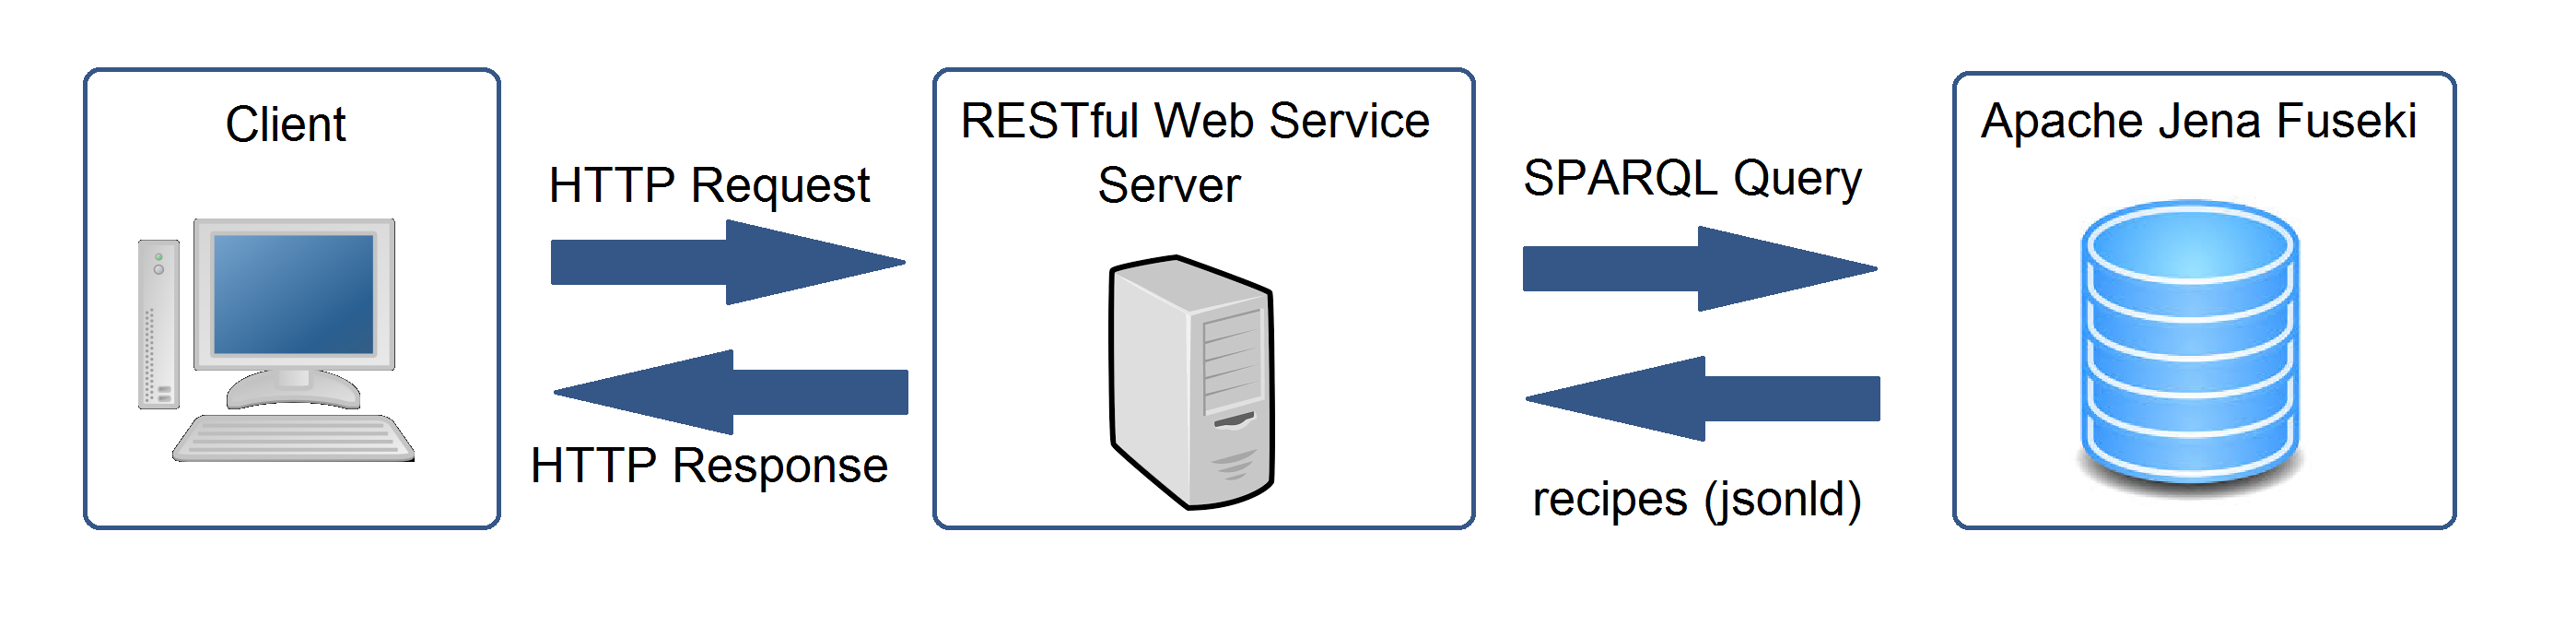 Client
HTTP Request
HTTP Response
RESTful Web Service
Server
SPARQL Query
recipes (jsonld)
Apache Jena Fuseki